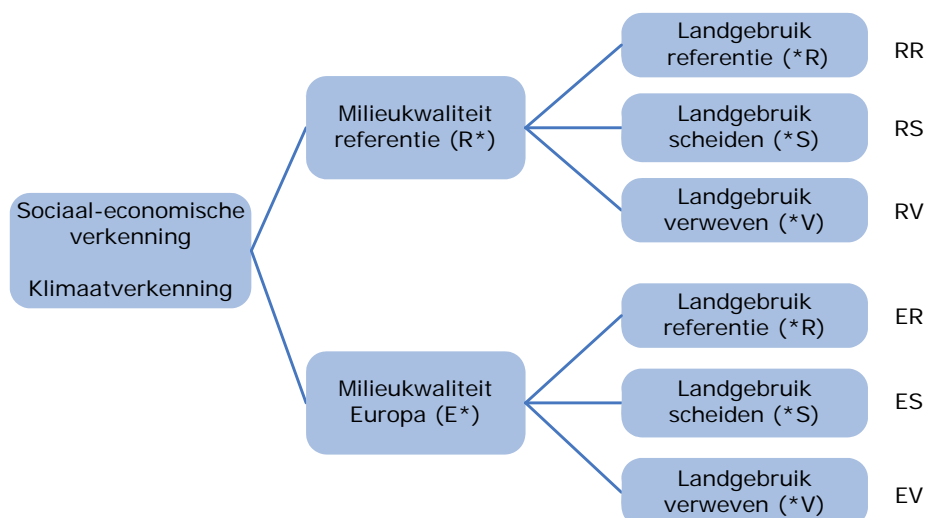 Landgebruik
referentie (*R)
RR
Milieukwaliteit
referentie (R*)
Landgebruik
scheiden (*S)
RS
Landgebruik
verweven (*V)
RV
Sociaal-economische
verkenning
Klimaatverkenning
Landgebruik
referentie (*R)
ER
Milieukwaliteit
Europa (E*)
Landgebruik
scheiden (*S)
ES
Landgebruik
verweven (*V)
EV